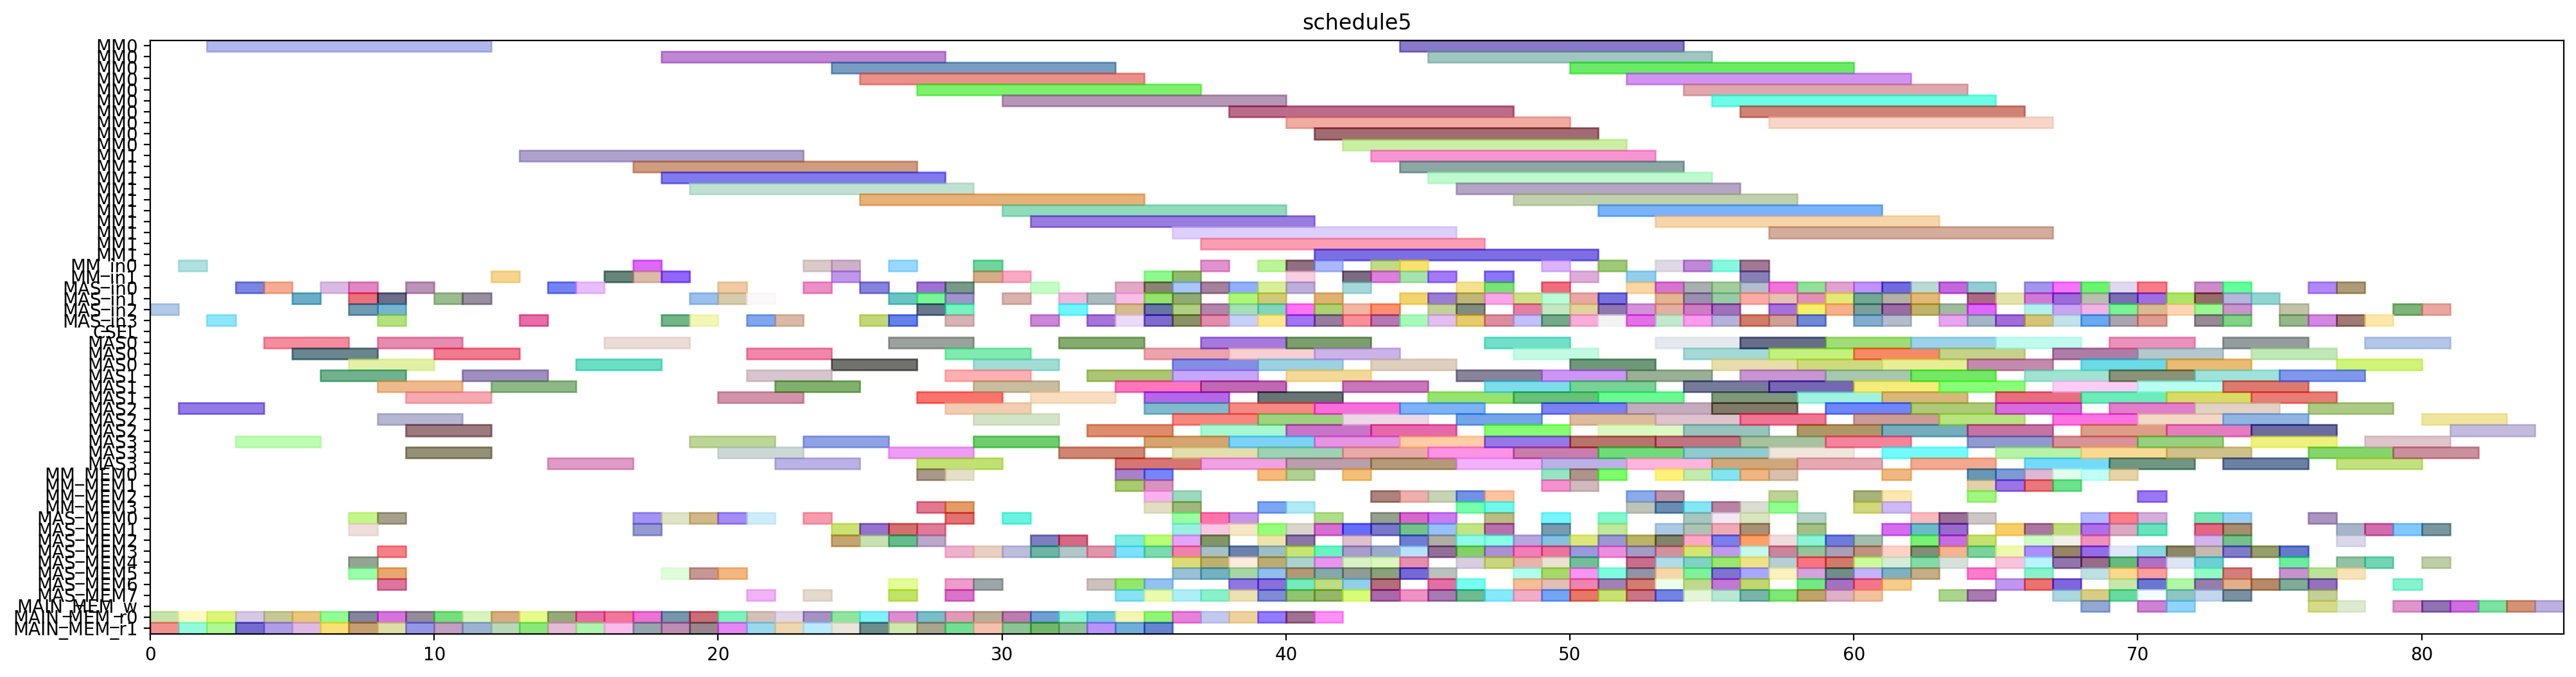 schedule5
MM0
MM0
MM0
MM0
MM0
MM0
MM0
MM0
MM0
MM0
MM1
MM1
MM1
MM1
MM1
MM1
MM1
MM1
MM1
MM1
MM_in0
MM_in1
MAS_in0
MAS_in1
MAS_in2
MAS_in3
MAS0
MAS0
MAS0
MAS1
MAS1
MAS1
MAS2
MAS2
MAS2
MAS3
MAS3
MAS3
MM_MEM0
MM_MEM1
MM_MEM2
MM_MEM3
MAS_MEM0
MAS_MEM1
MAS_MEM2
MAS_MEM3
MAS_MEM4
MAS_MEM5
MAS_MEM6
MAS_MEM7
MAIN_MEM_w
MAIN_MEM_r0
MAIN_MEM_r1
0 10 20 30 40 50 60 70 80